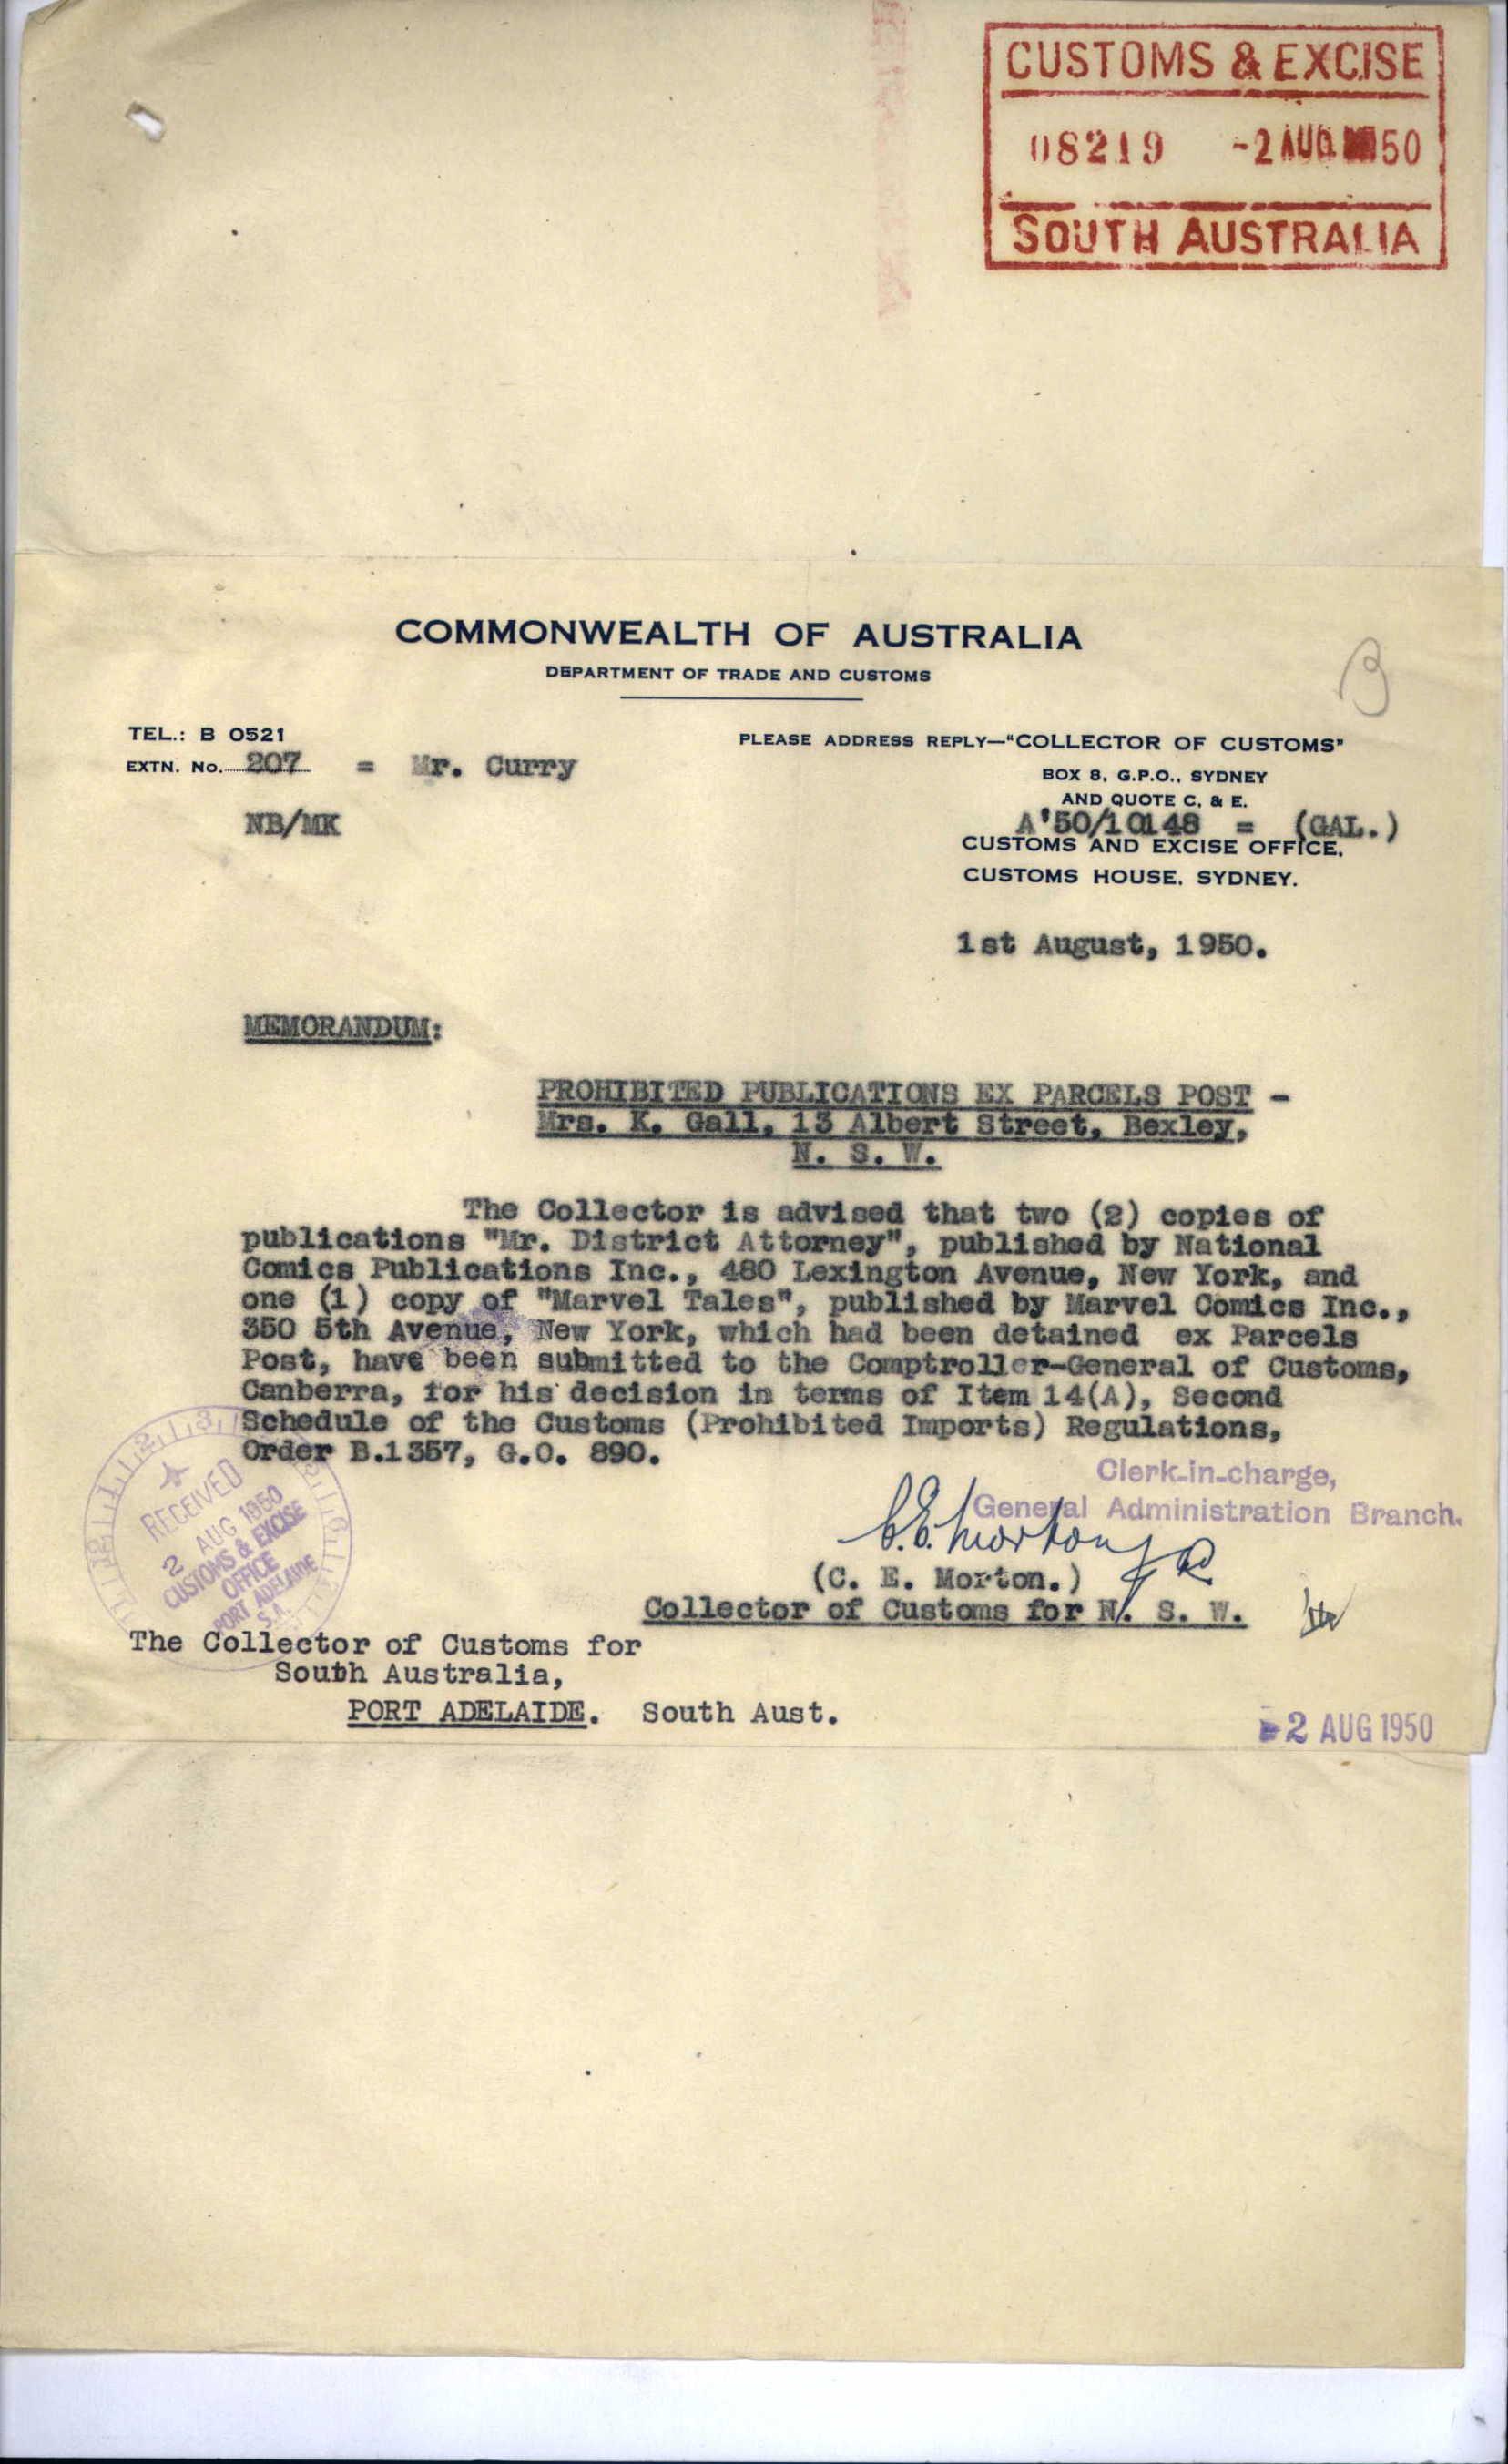 CUSTOMS & EXCISE
08219 -2 AUG 1950
SOUTH AUSTRALIA
COMMONWEALTH OF AUSTRALIA
DEPARTMENT OF TRADE AND CUSTOMS
TEL.: B 0521
EXTN. No. 207 = Mr. Curry
NB/MK
PLEASE ADDRESS REPLY—"COLLECTOR OF CUSTOMS"
BOX 8, G.P.O., SYDNEY
AND QUOTE C. & E.
A'50/10148 = (GAL.)
CUSTOMS AND EXCISE OFFICE,
CUSTOMS HOUSE, SYDNEY.
1st August, 1950.
MEMORANDUM:
PROHIBITED PUBLICATIONS EX PARCELS POST -
Mrs. K. Gall, 13 Albert Street, Bexley,
N. S. W.
The Collector is advised that two (2) copies of
publications "Mr. District Attorney", published by National
Comics Publications Inc., 480 Lexington Avenue, New York, and
one (1) copy of "Marvel Tales", published by Marvel Comics Inc.,
350 5th Avenue, New York, which had been detained ex Parcels
Post, have been submitted to the Comptroller-General of Customs,
Canberra, for his decision in terms of Item 14(A), Second
Schedule of the Customs (Prohibited Imports) Regulations,
Order B.1357, G.O. 890.
Clerk-in-charge,
General Administration Branch.
C.E. Morton
(C. E. Morton.)
Collector of Customs for N. S. W.
RECEIVED
2 AUG 1950
CUSTOMS & EXCISE
OFFICE
PORT ADELAIDE
S.A.
The Collector of Customs for
South Australia,
PORT ADELAIDE. South Aust.
-2 AUG 1950